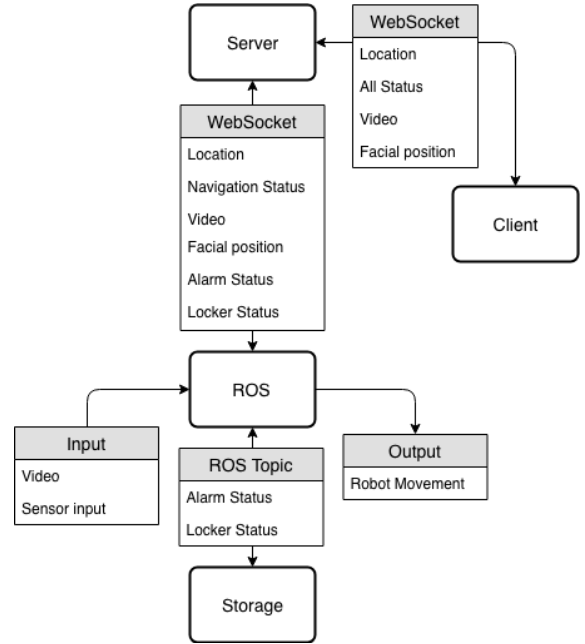 Server
WebSocket
Location
All Status
Video
Facial position
WebSocket
Location
Navigation Status
Video
Facial position
Alarm Status
Locker Status
Client
ROS
Input
Video
Sensor input
ROS Topic
Alarm Status
Locker Status
Output
Robot Movement
Storage